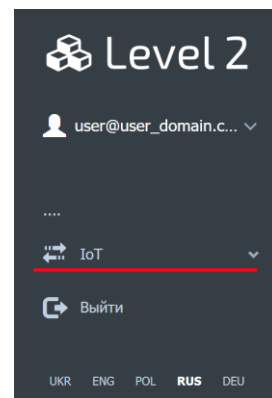 Level 2
user@user_domain.c...
....
IoT
Выйти
UKR ENG POL RUS DEU